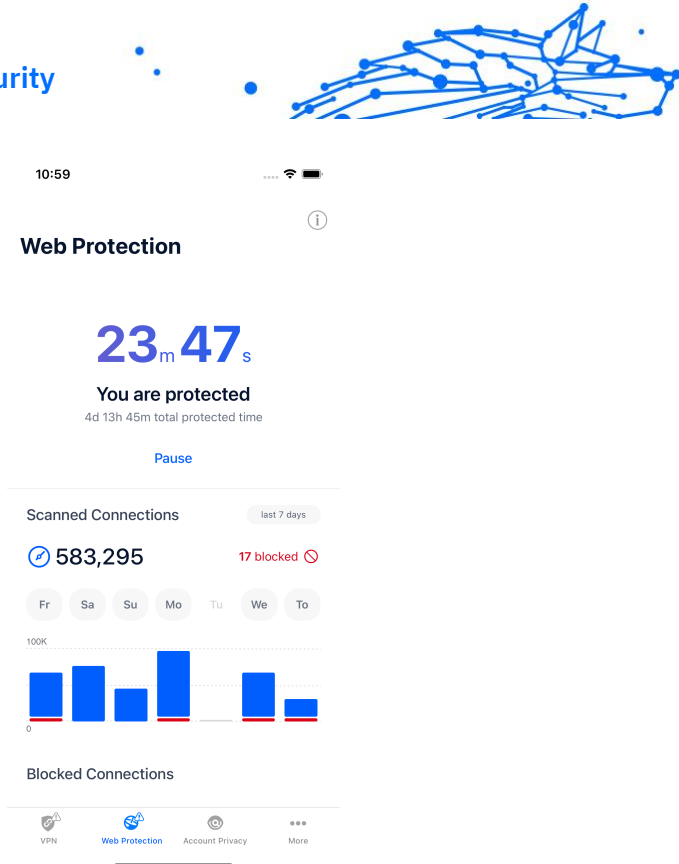 10:59
Web Protection
23m 47s
You are protected
4d 13h 45m total protected time
Pause
Scanned Connections last 7 days
583,295 17 blocked
Fr Sa Su Mo Tu We To
100K
0
Blocked Connections
VPN Web Protection Account Privacy More